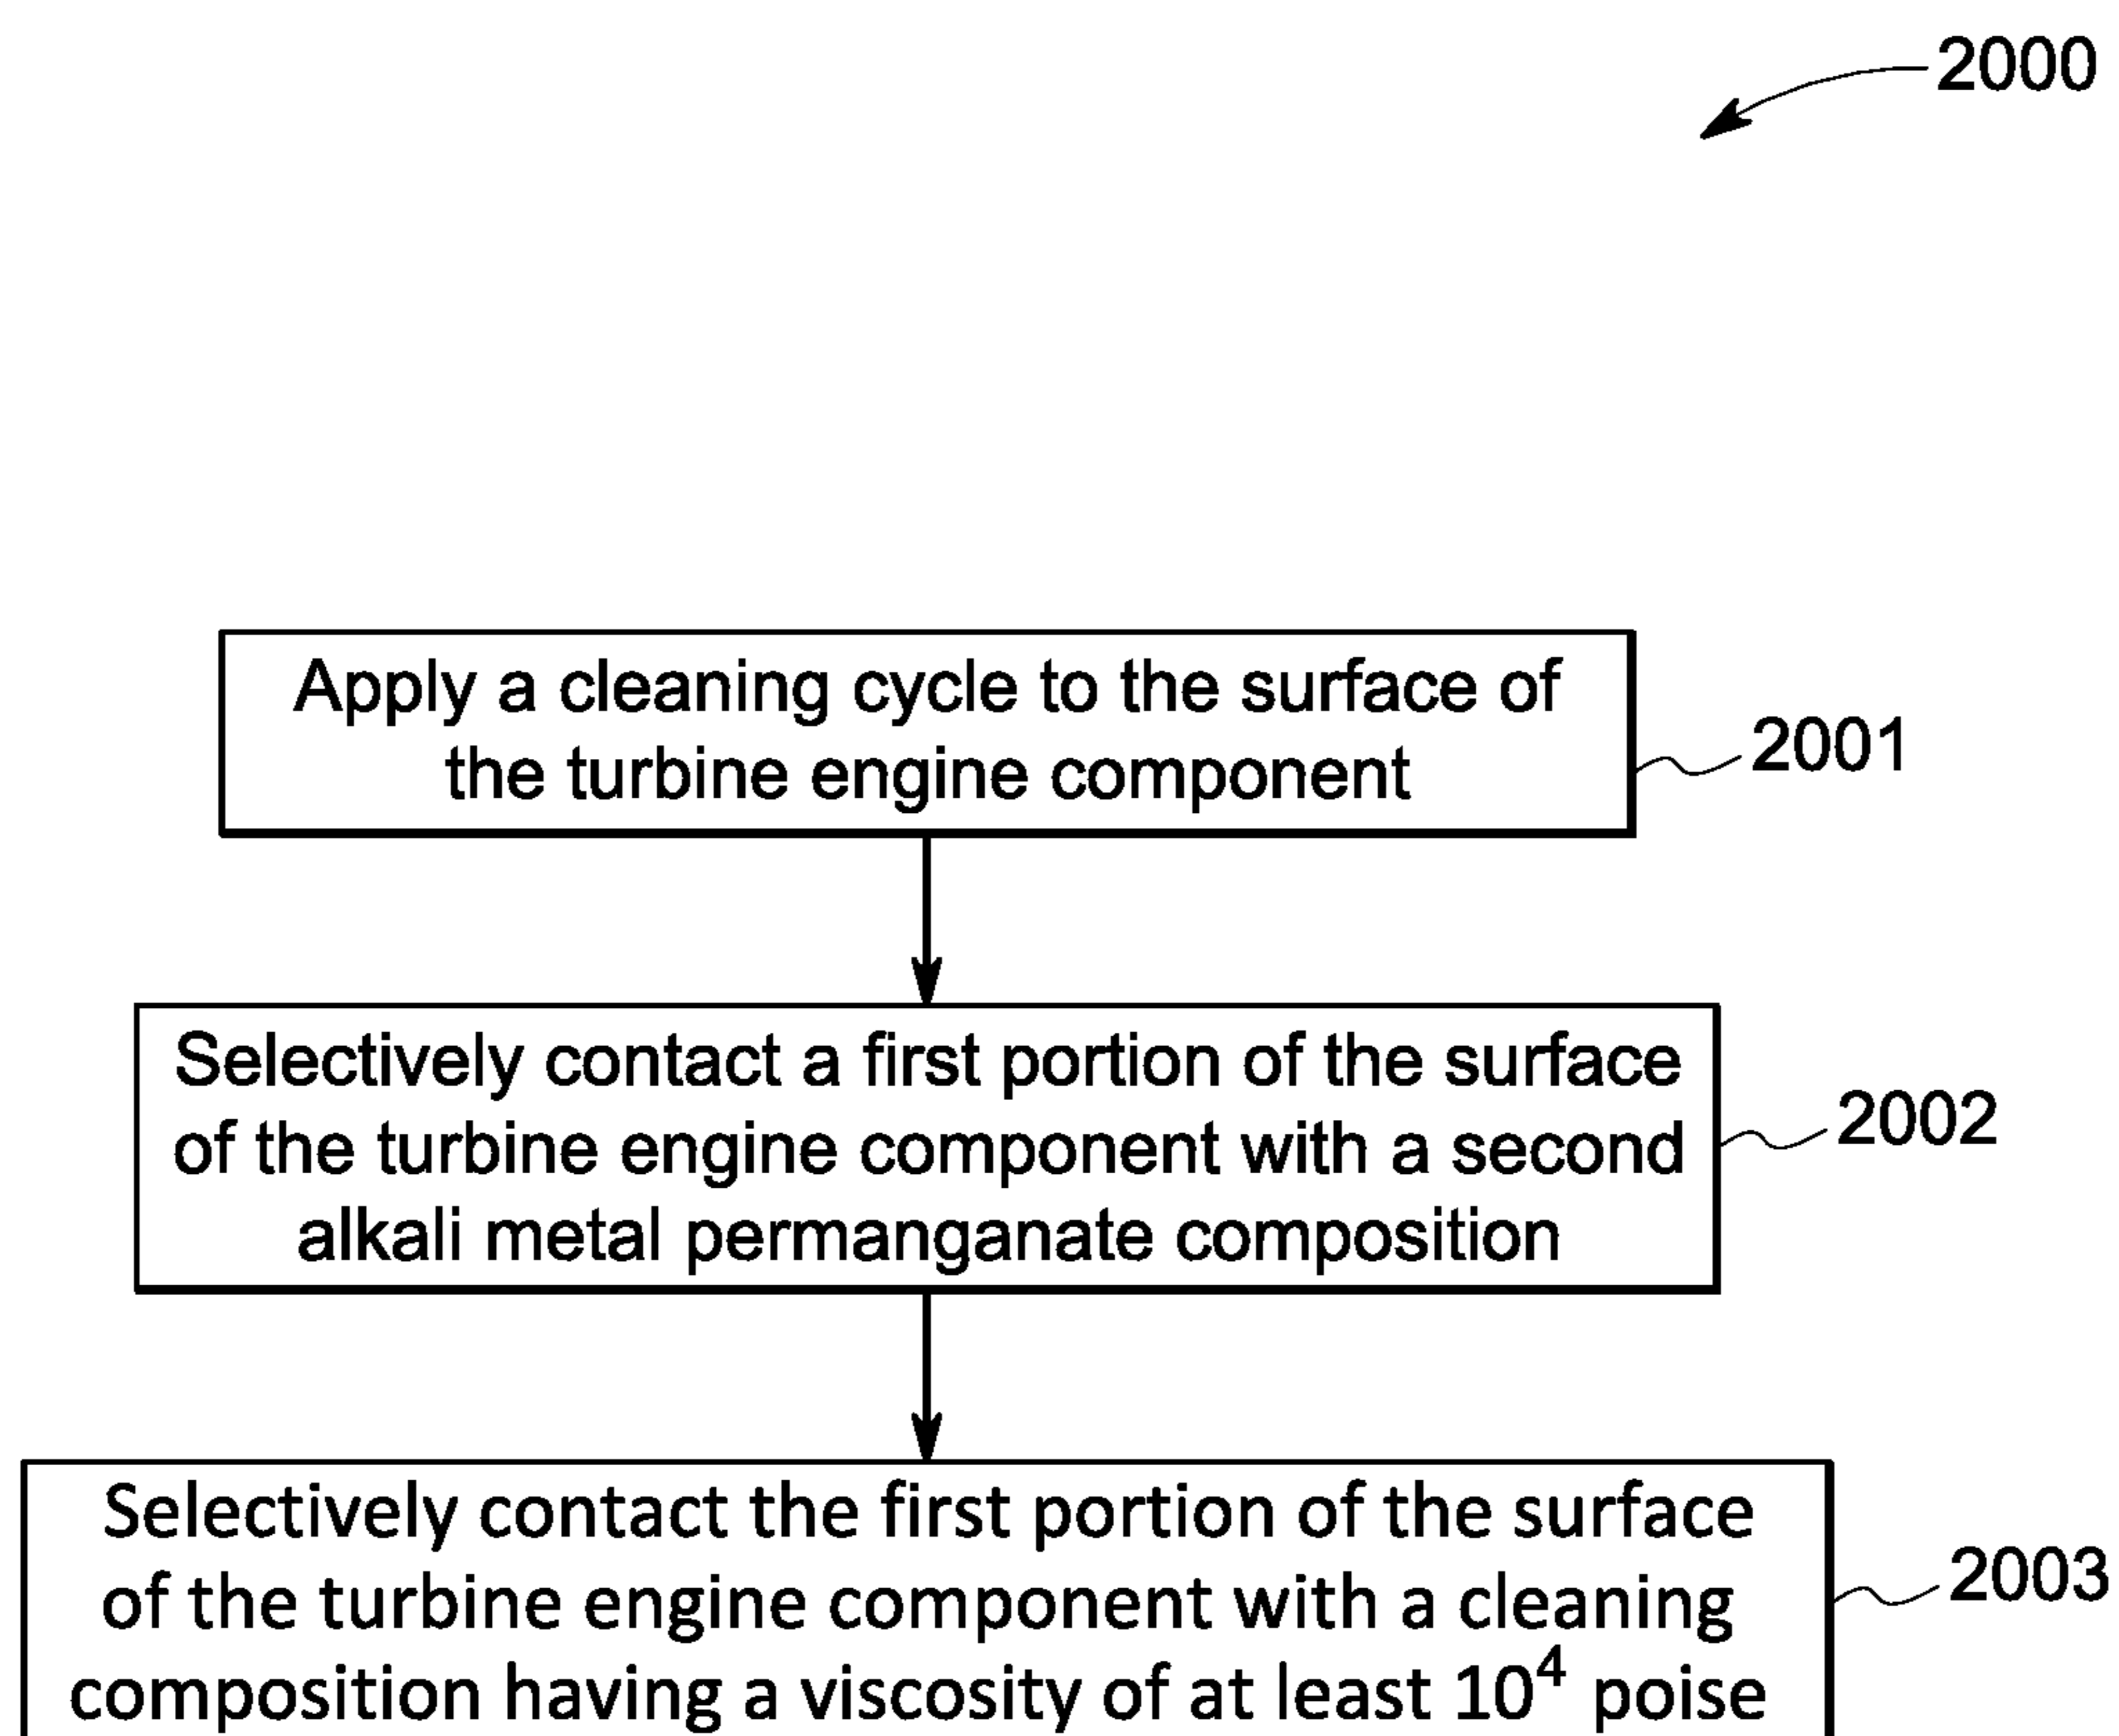 2000
Apply a cleaning cycle to the surface of
the turbine engine component
2001
Selectively contact a first portion of the surface
of the turbine engine component with a second
alkali metal permanganate composition
2002
Selectively contact the first portion of the surface
of the turbine engine component with a cleaning
composition having a viscosity of at least 10⁴ poise
2003